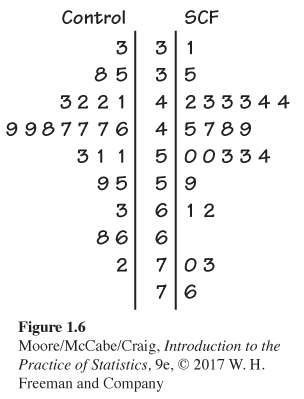 Control SCF
3 3 1
8 5 3 5
3 2 2 1 4 2 3 3 3 4 4
9 9 8 7 7 7 6 4 5 7 8 9
3 1 1 5 0 0 3 3 4
9 5 5 9
3 6 1 2
8 6 6
2 7 0 3
7 6
Figure 1.6
Moore/McCabe/Craig, Introduction to the
Practice of Statistics, 9e, © 2017 W. H.
Freeman and Company